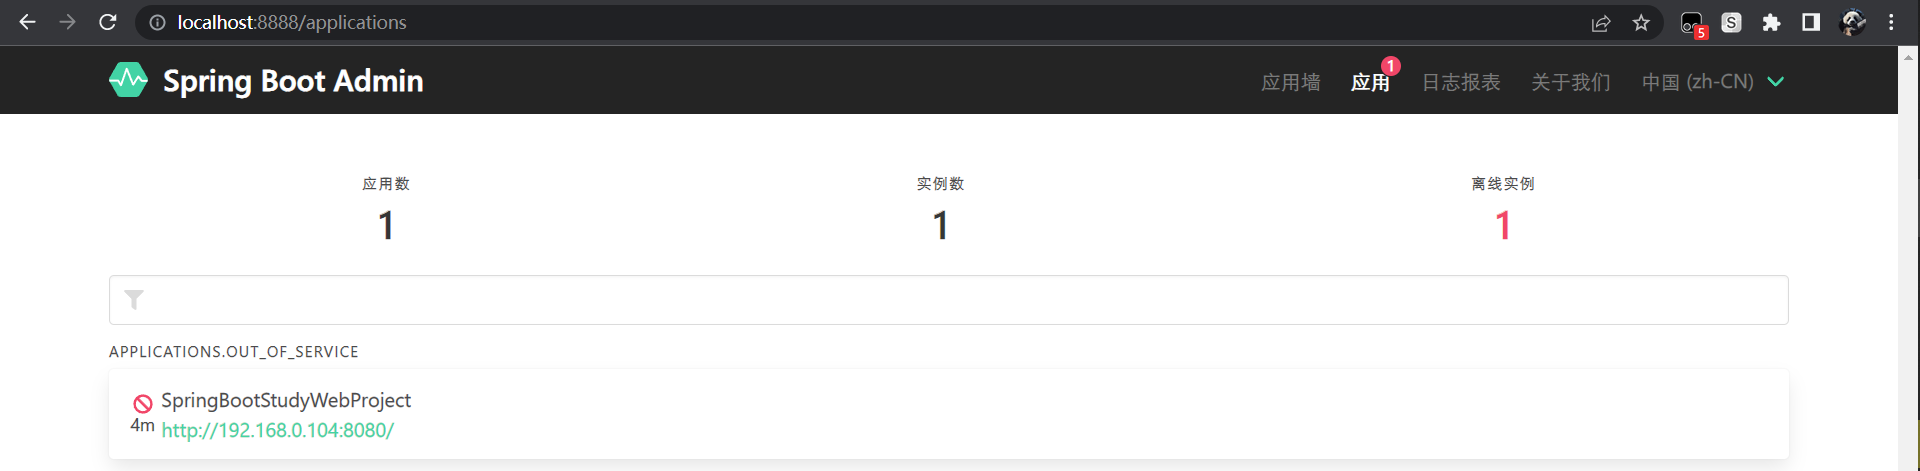 localhost:8888/applications
5
S
Spring Boot Admin
应用墙
应用
1
日志报表
关于我们
中国 (zh-CN)
应用数
实例数
离线实例
1
1
1
APPLICATIONS.OUT_OF_SERVICE
SpringBootStudyWebProject
4m
http://192.168.0.104:8080/